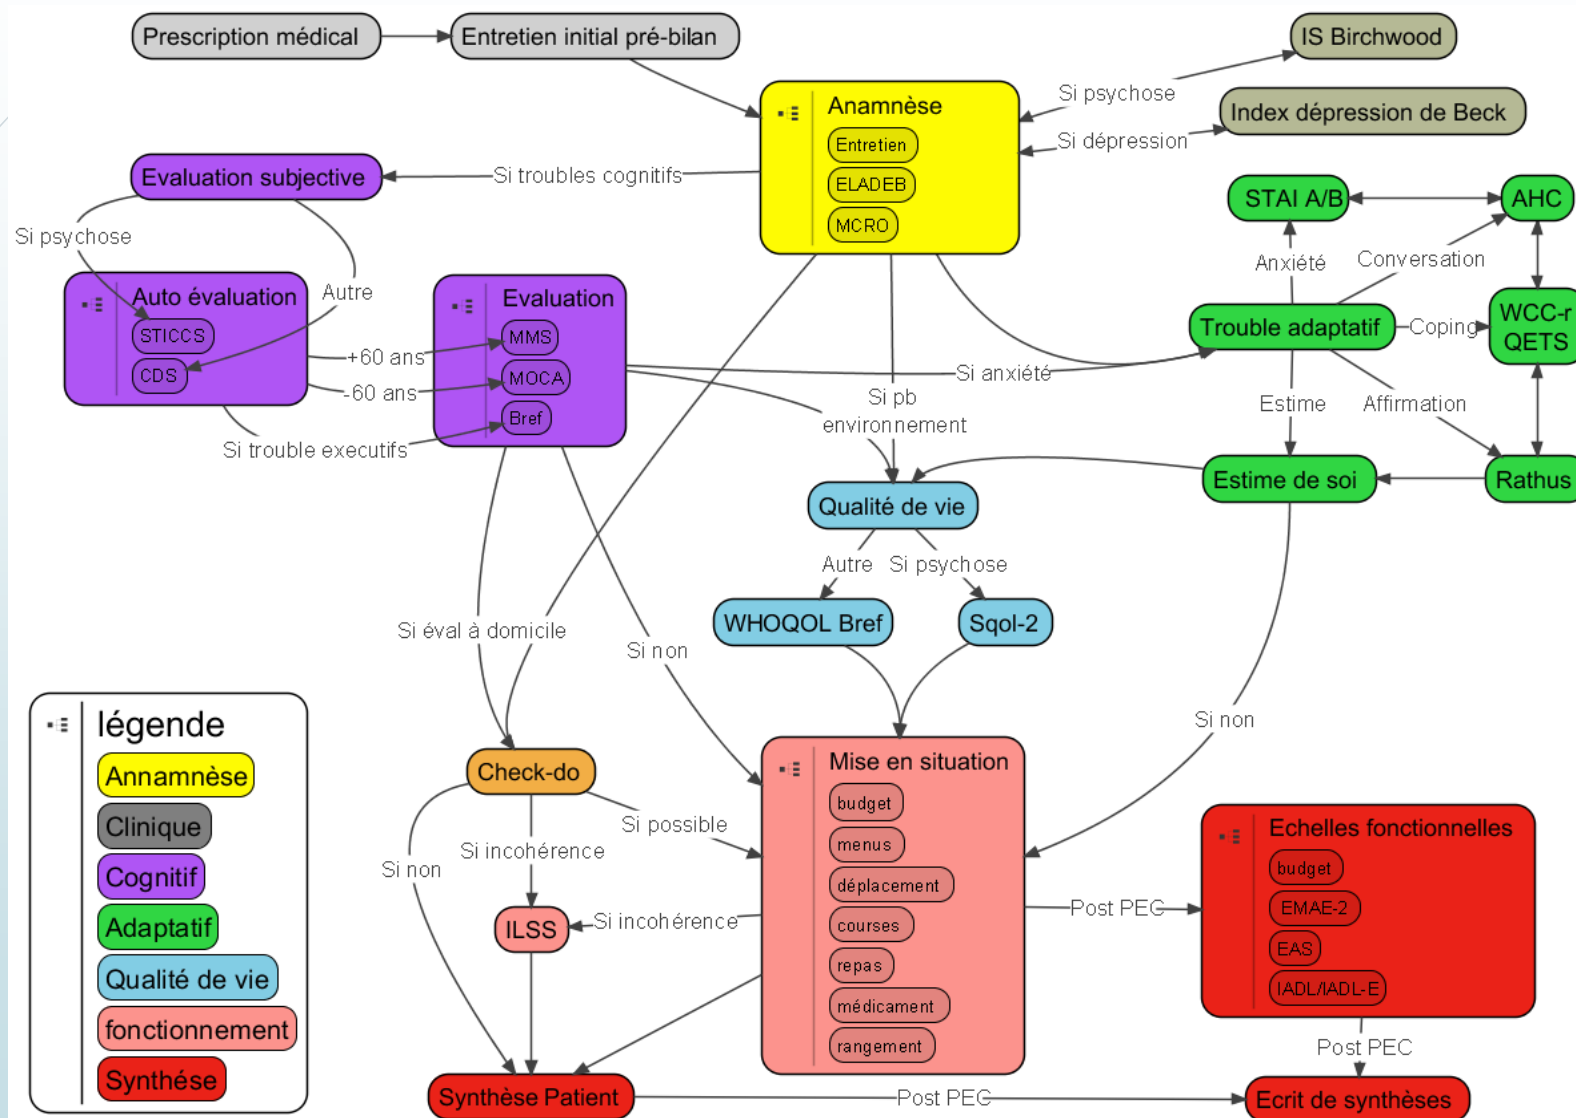 Prescription médical
Entretien initial pré-bilan
IS Birchwood
Si psychose
Index dépression de Beck
Si dépression
Anamnèse
Entretien
ELADEB
MCRO
Evaluation subjective
Si troubles cognitifs
STAI A/B
AHC
Si psychose
Autre
Anxiété
Conversation
Auto évaluation
STICCS
CDS
Evaluation
MMS
MOCA
Bref
+60 ans
-60 ans
Si trouble executifs
Trouble adaptatif
Coping
WCC-r
QETS
Si anxiété
Si pb
environnement
Estime
Affirmation
Estime de soi
Rathus
Qualité de vie
Autre
Si psychose
WHOQOL Bref
Sqol-2
Si éval à domicile
Si non
Si non
légende
Annamnèse
Clinique
Cognitif
Adaptatif
Qualité de vie
fonctionnement
Synthése
Check-do
Si possible
Si incohérence
Si non
ILSS
Si incohérence
Mise en situation
budget
menus
déplacement
courses
repas
médicament
rangement
Post PEC
Echelles fonctionnelles
budget
EMAE-2
EAS
IADL/IADL-E
Post PEC
Synthèse Patient
Post PEC
Ecrit de synthèses